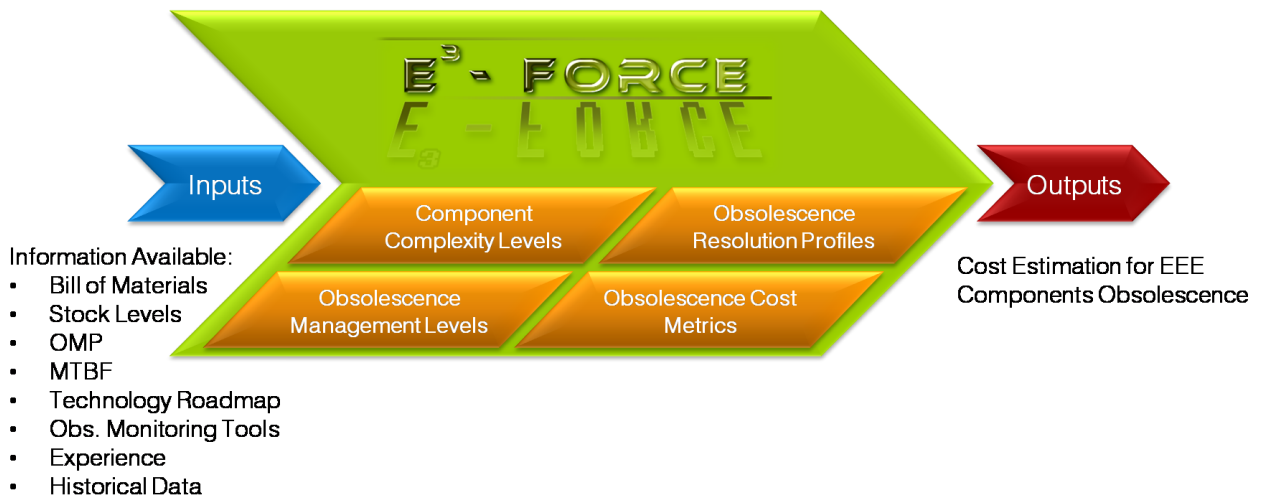 E³- FORCE
Inputs
Component
Complexity Levels
Obsolescence
Resolution Profiles
Obsolescence
Management Levels
Obsolescence Cost
Metrics
Outputs
Information Available:
• Bill of Materials
• Stock Levels
• OMP
• MTBF
• Technology Roadmap
• Obs. Monitoring Tools
• Experience
• Historical Data
Cost Estimation for EEE
Components Obsolescence